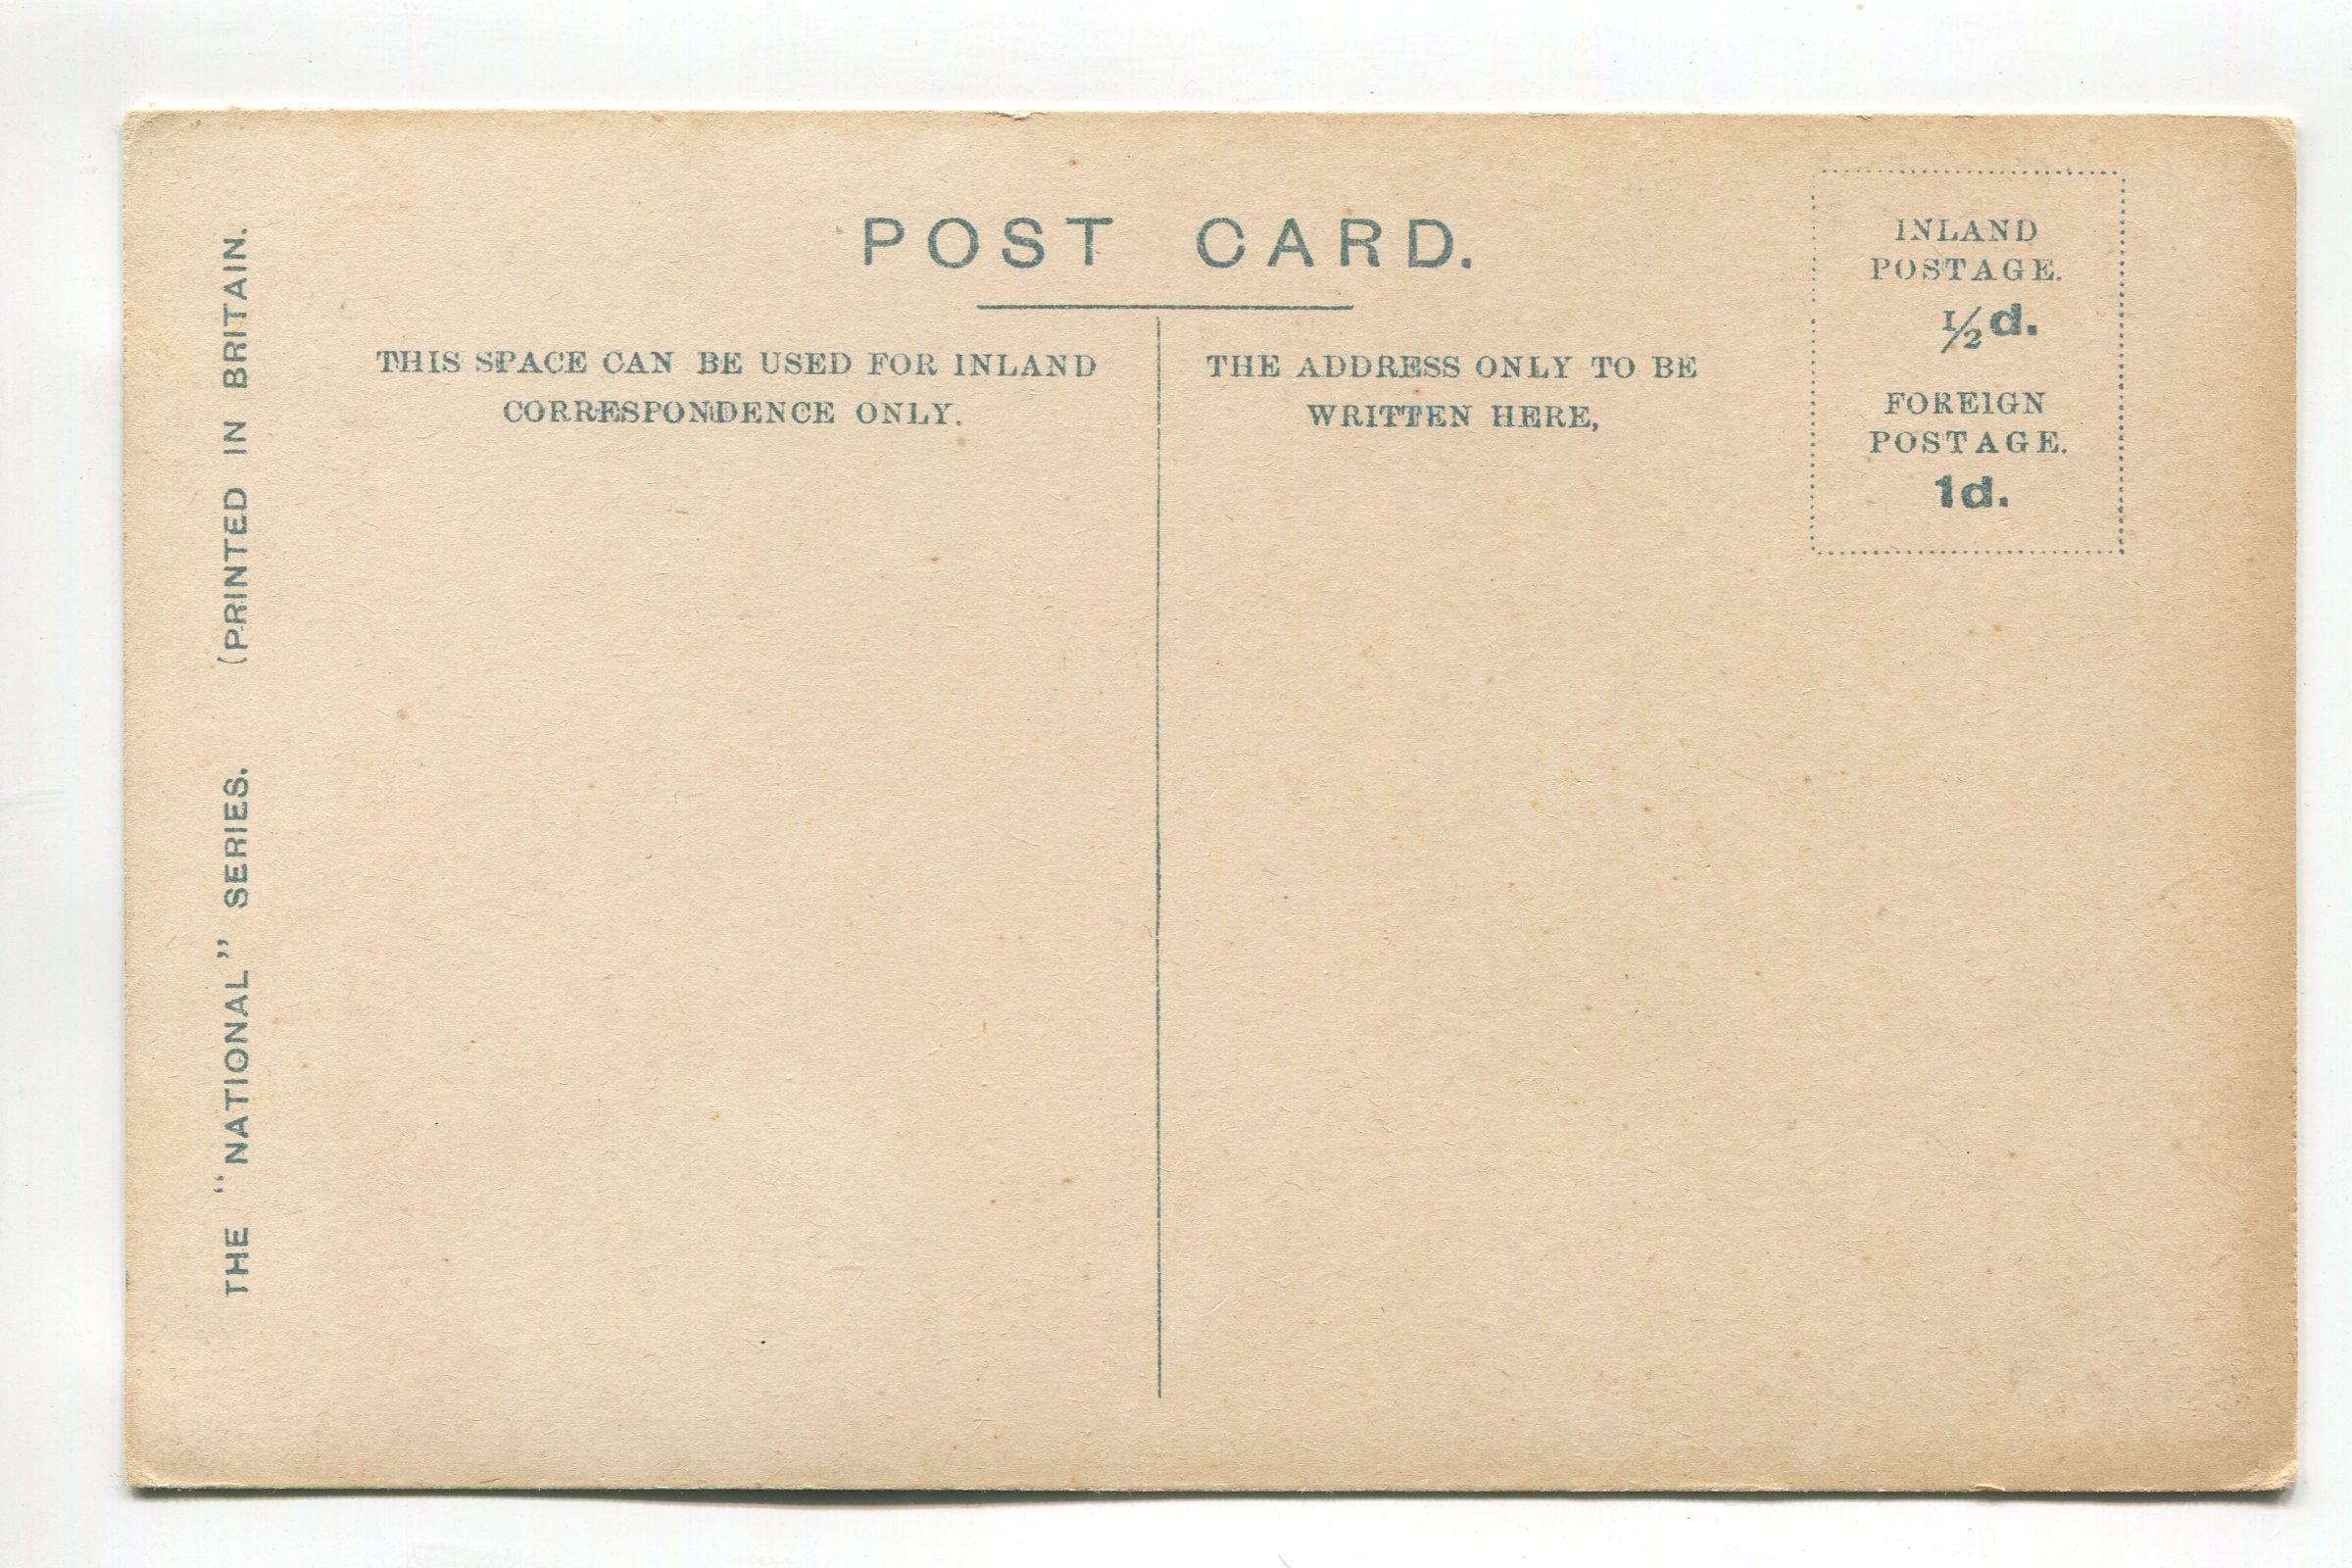 POST CARD.
THIS SPACE CAN BE USED FOR INLAND
CORRESPONDENCE ONLY.
THE ADDRESS ONLY TO BE
WRITTEN HERE,
INLAND
POSTAGE.
½d.
FOREIGN
POSTAGE.
1d.
THE "NATIONAL" SERIES. (PRINTED IN BRITAIN.